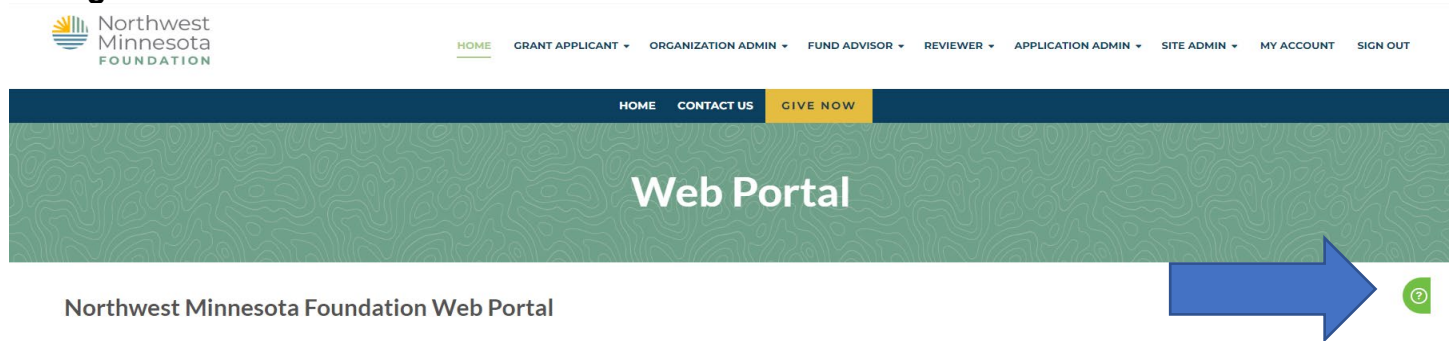 Northwest
Minnesota
FOUNDATION
HOME GRANT APPLICANT ORGANIZATION ADMIN FUND ADVISOR REVIEWER APPLICATION ADMIN SITE ADMIN MY ACCOUNT SIGN OUT
HOME CONTACT US GIVE NOW
Web Portal
Northwest Minnesota Foundation Web Portal
?